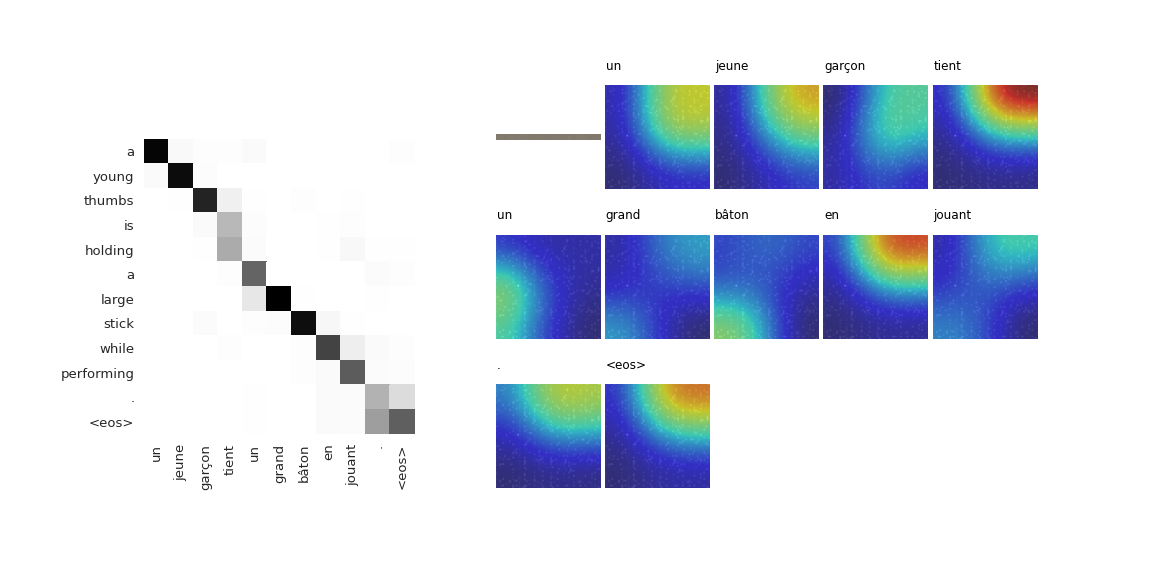 a
young
thumbs
is
holding
a
large
stick
while
performing
.
<eos>
un
jeune
garçon
tient
un
grand
bâton
en
jouant
.
<eos>
un jeune garçon tient
un grand bâton en jouant
. <eos>